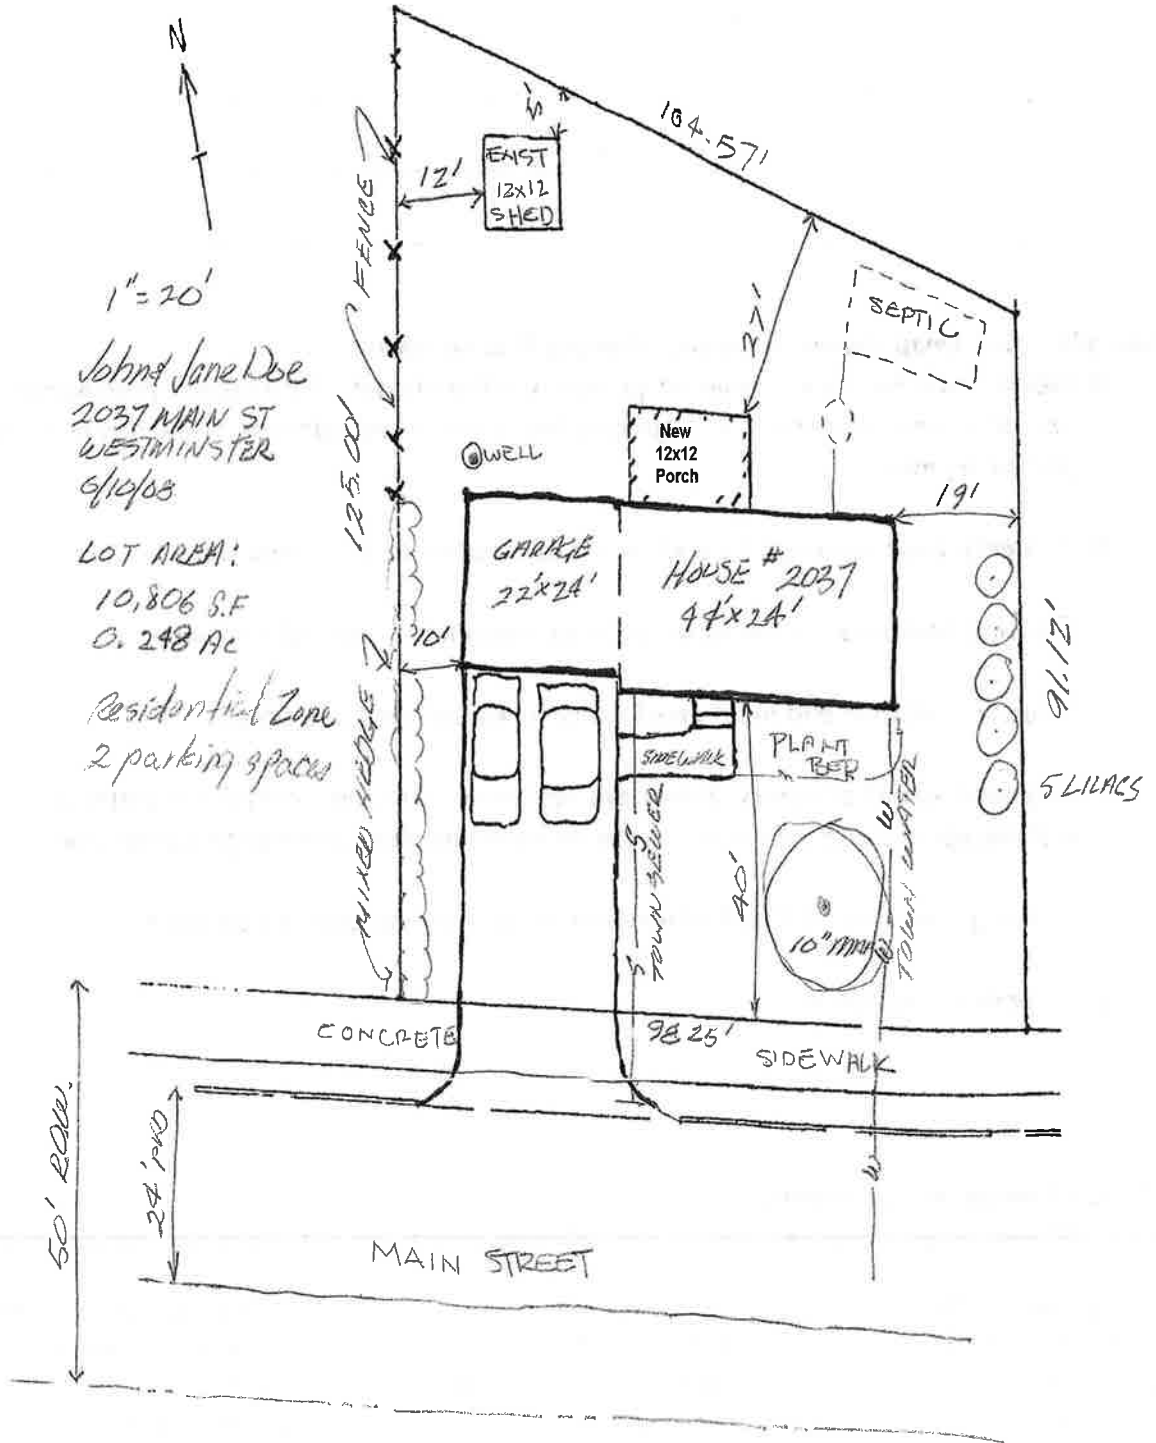 N
1"=20'
John & Jane Doe
2037 MAIN ST
WESTMINSTER
6/10/08
LOT AREA:
10,806 S.F
0.248 Ac
Residential Zone
2 parking spaces
FENCE
125.00'
MIXED HEDGE
12'
5'
EXIST
12x12
SHED
104.57'
27'
SEPTIC
New
12x12
Porch
WELL
19'
GARAGE
22'x24'
HOUSE # 2037
44'x24'
10'
91.12'
5 LILACS
SIDEWALK
PLANT
BED
S
S
TOWN SEWER
40'
W
W
W
TOWN WATER
10"
98.25'
CONCRETE
SIDEWALK
50' R.O.W.
24'
MAIN STREET